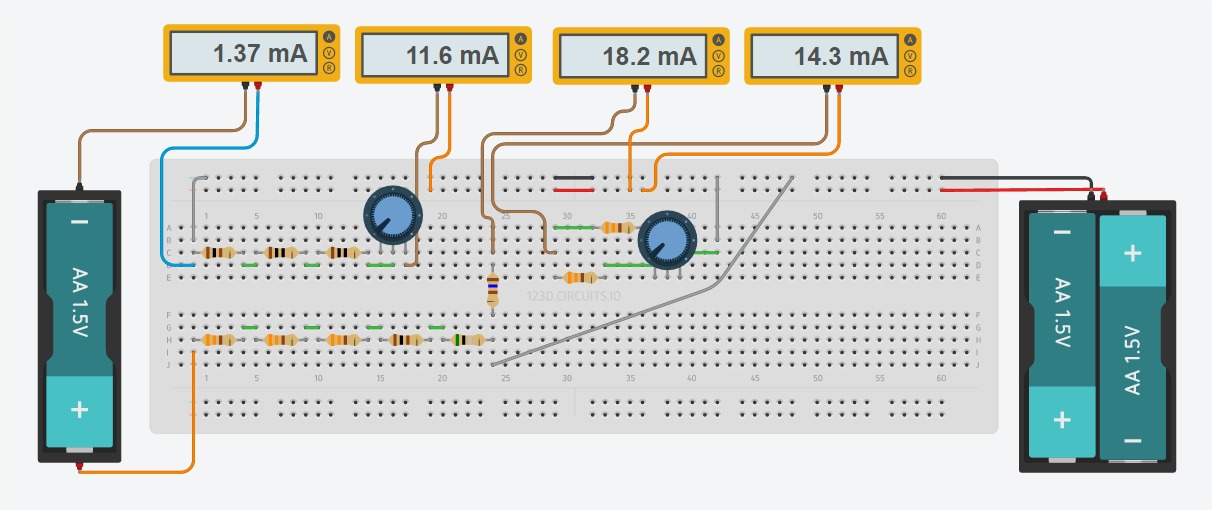 1.37 mA A V R
11.6 mA A V R
18.2 mA A V R
14.3 mA A V R
− AA 1.5V +
1 5 10 15 20 25 30 35 40 45 50 55 60
A A
B B
C C
D D
E E
123D.CIRCUITS.IO
F F
G G
H H
I I
J J
1 5 10 15 20 25 30 35 40 45 50 55 60
− AA 1.5V +
+ AA 1.5V −